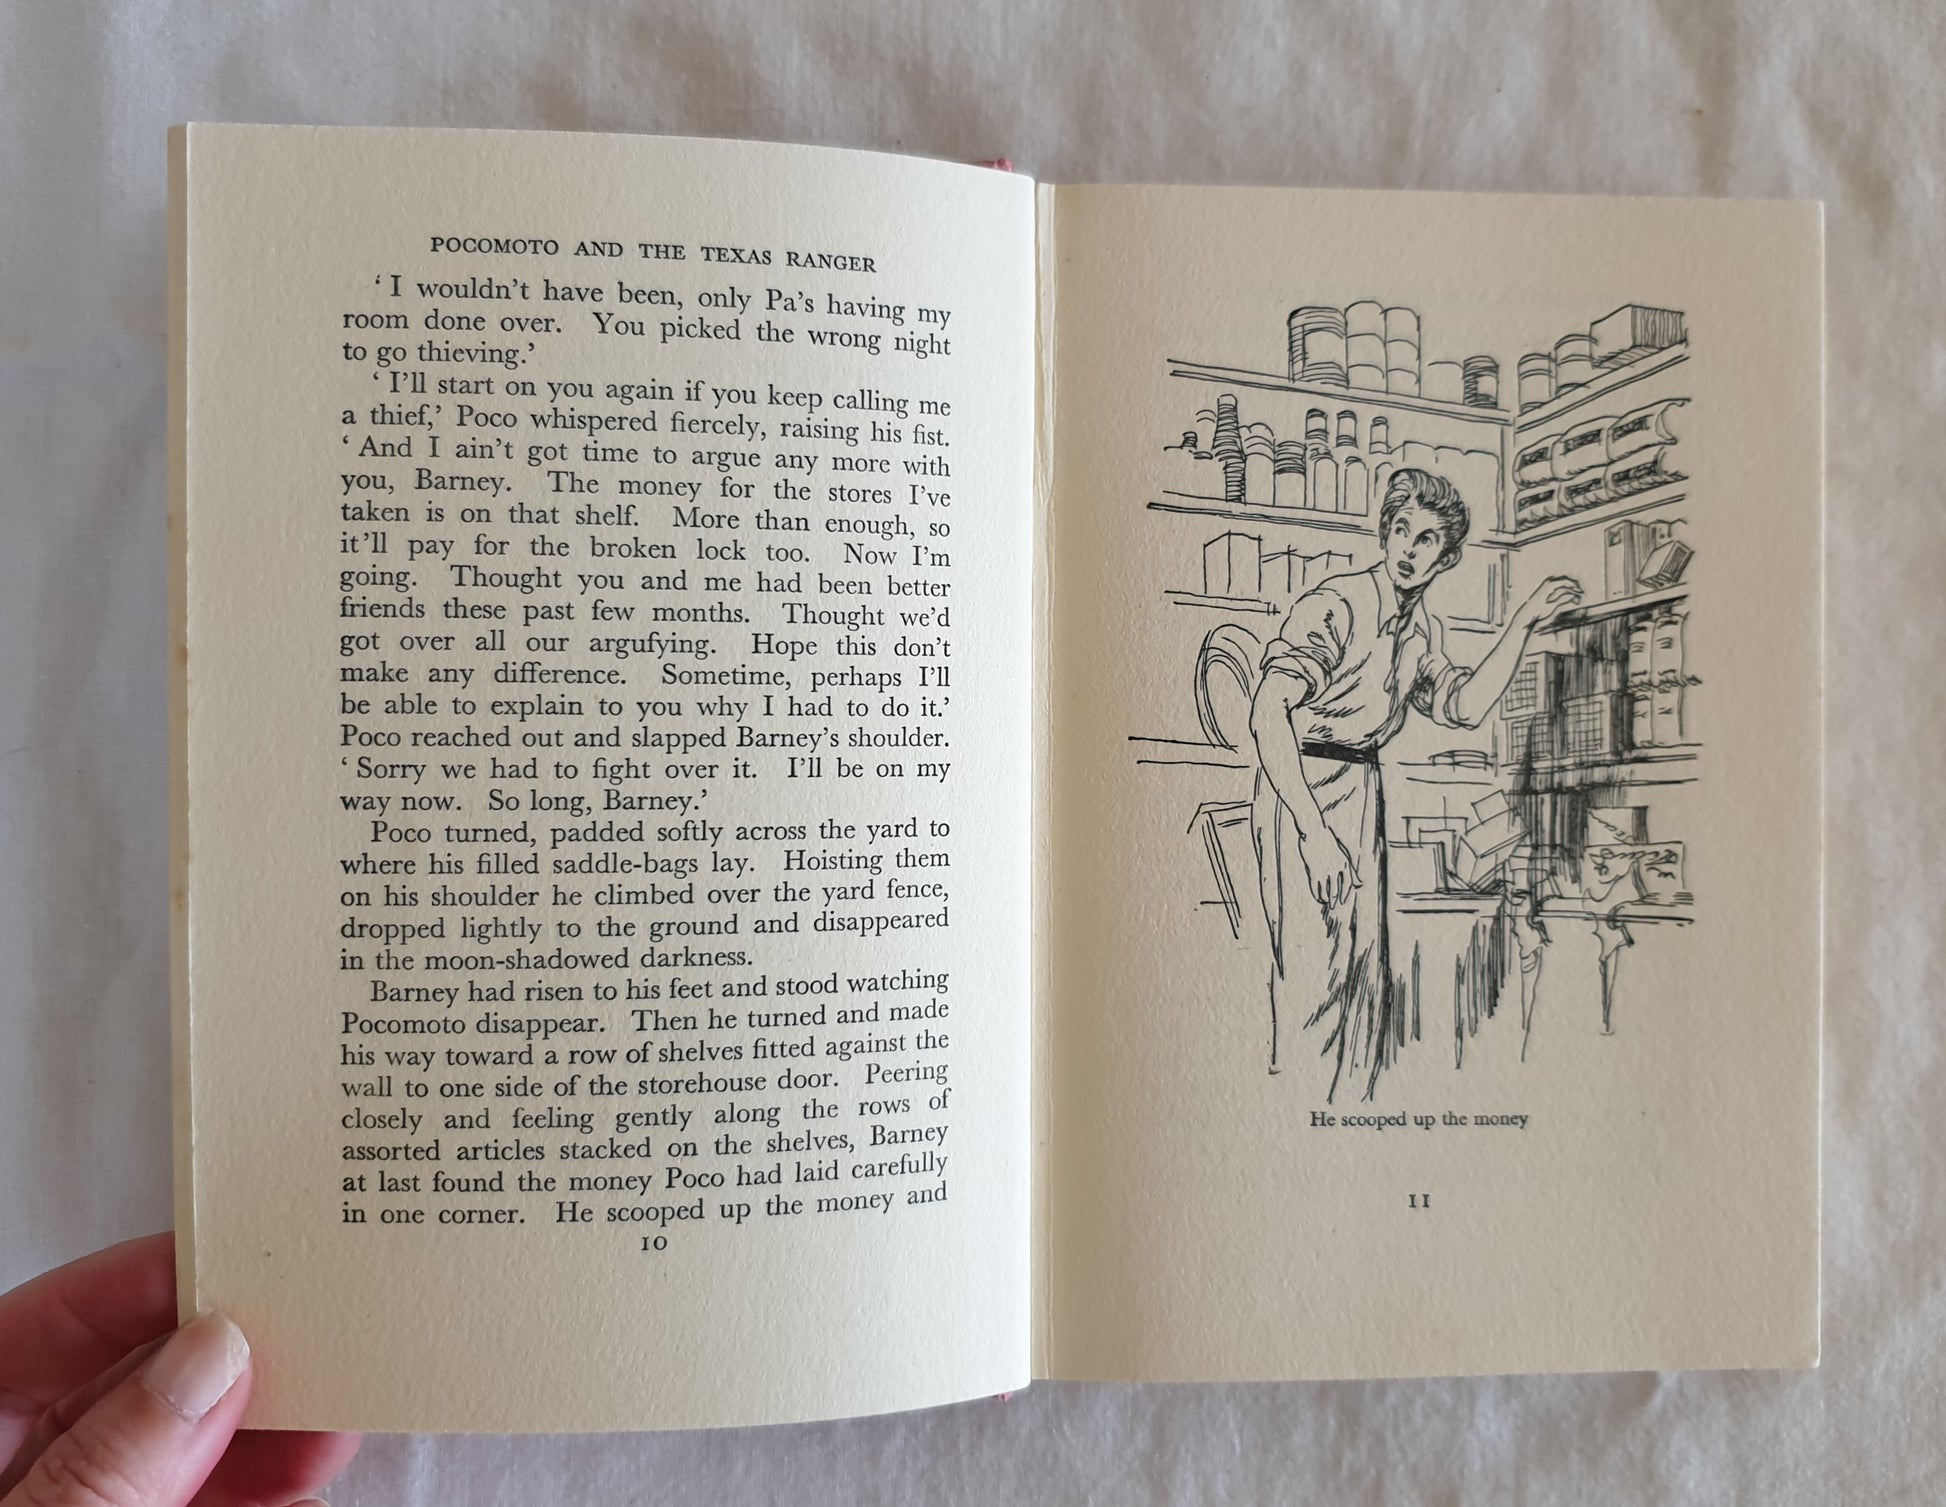 POCOMOTO AND THE TEXAS RANGER
‘ I wouldn’t have been, only Pa’s having my
room done over. You picked the wrong night
to go thieving.’
‘ I’ll start on you again if you keep calling me
a thief,’ Poco whispered fiercely, raising his fist.
‘ And I ain’t got time to argue any more with
you, Barney. The money for the stores I’ve
taken is on that shelf. More than enough, so
it’ll pay for the broken lock too. Now I’m
going. Thought you and me had been better
friends these past few months. Thought we’d
got over all our argufying. Hope this don’t
make any difference. Sometime, perhaps I’ll
be able to explain to you why I had to do it.’
Poco reached out and slapped Barney’s shoulder.
‘ Sorry we had to fight over it. I’ll be on my
way now. So long, Barney.’
Poco turned, padded softly across the yard to
where his filled saddle-bags lay. Hoisting them
on his shoulder he climbed over the yard fence,
dropped lightly to the ground and disappeared
in the moon-shadowed darkness.
Barney had risen to his feet and stood watching
Pocomoto disappear. Then he turned and made
his way toward a row of shelves fitted against the
wall to one side of the storehouse door. Peering
closely and feeling gently along the rows of
assorted articles stacked on the shelves, Barney
at last found the money Poco had laid carefully
in one corner. He scooped up the money and
10
He scooped up the money
11